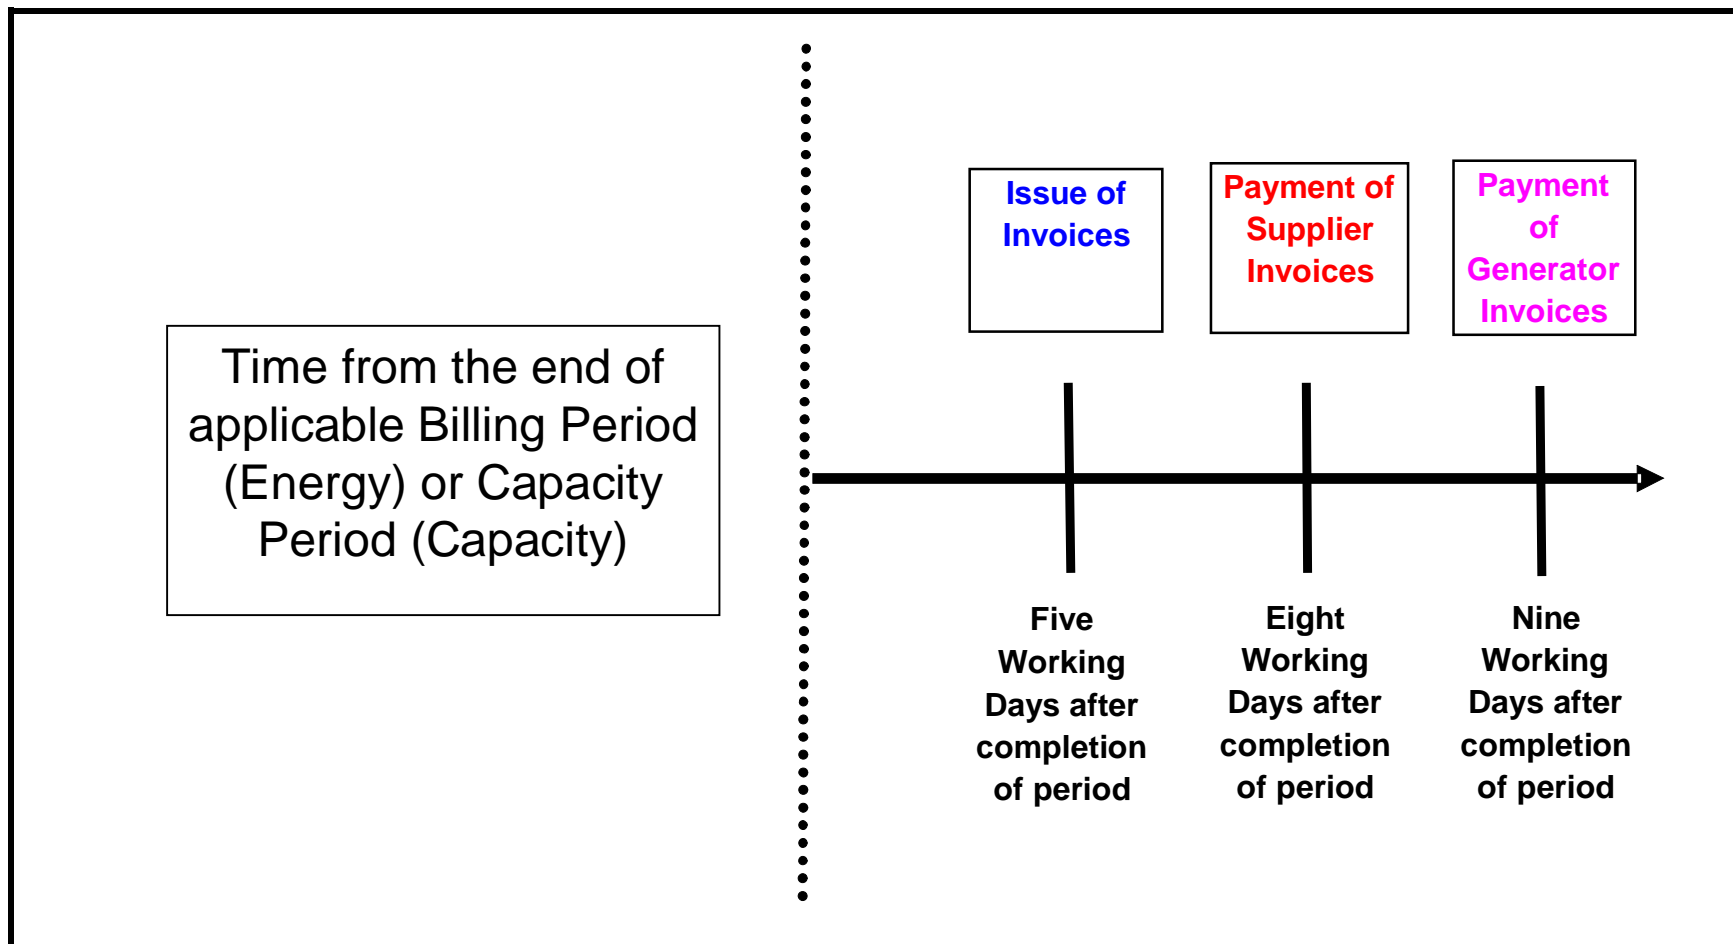 Time from the end of
applicable Billing Period
(Energy) or Capacity
Period (Capacity)
Issue of
Invoices
Payment of
Supplier
Invoices
Payment
of
Generator
Invoices
Five
Working
Days after
completion
of period
Eight
Working
Days after
completion
of period
Nine
Working
Days after
completion
of period